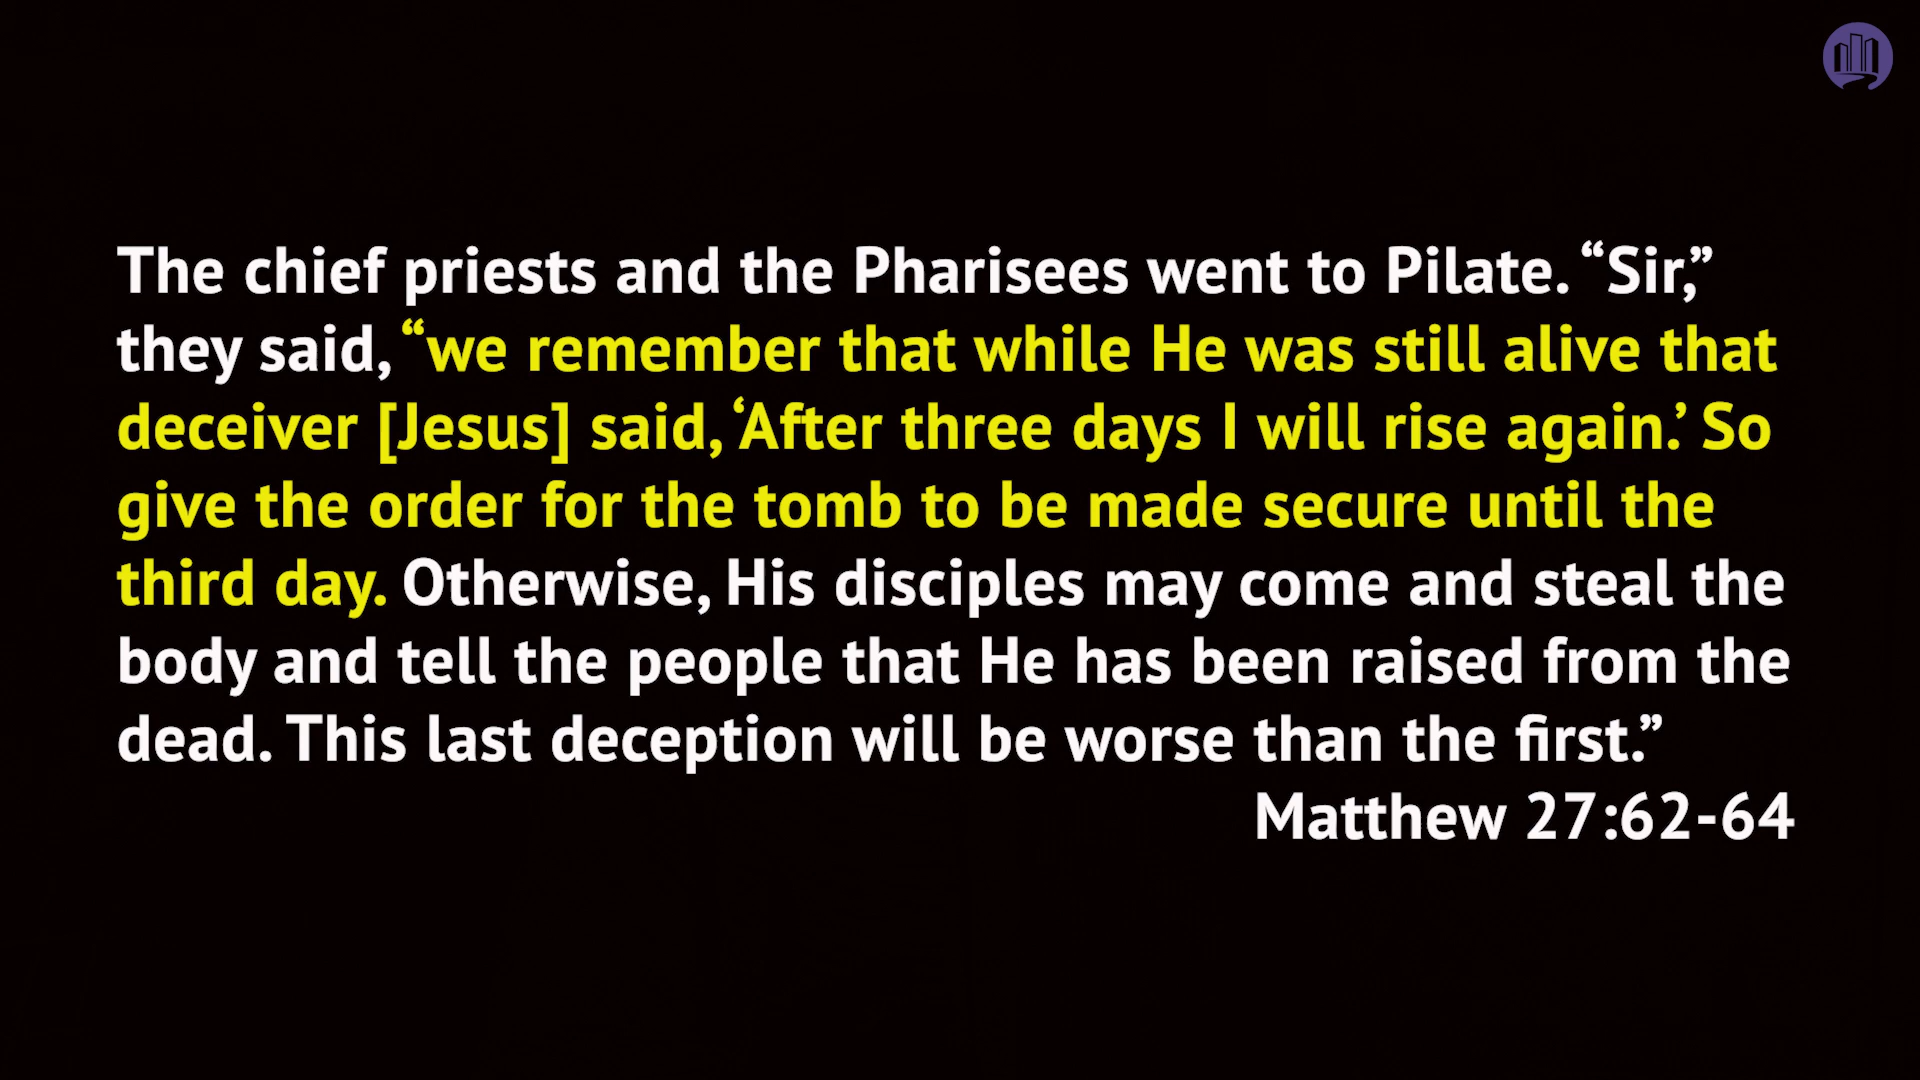 The chief priests and the Pharisees went to Pilate. “Sir,”
they said, “we remember that while He was still alive that
deceiver [Jesus] said, ‘After three days I will rise again.’ So
give the order for the tomb to be made secure until the
third day. Otherwise, His disciples may come and steal the
body and tell the people that He has been raised from the
dead. This last deception will be worse than the first.”
Matthew 27:62-64